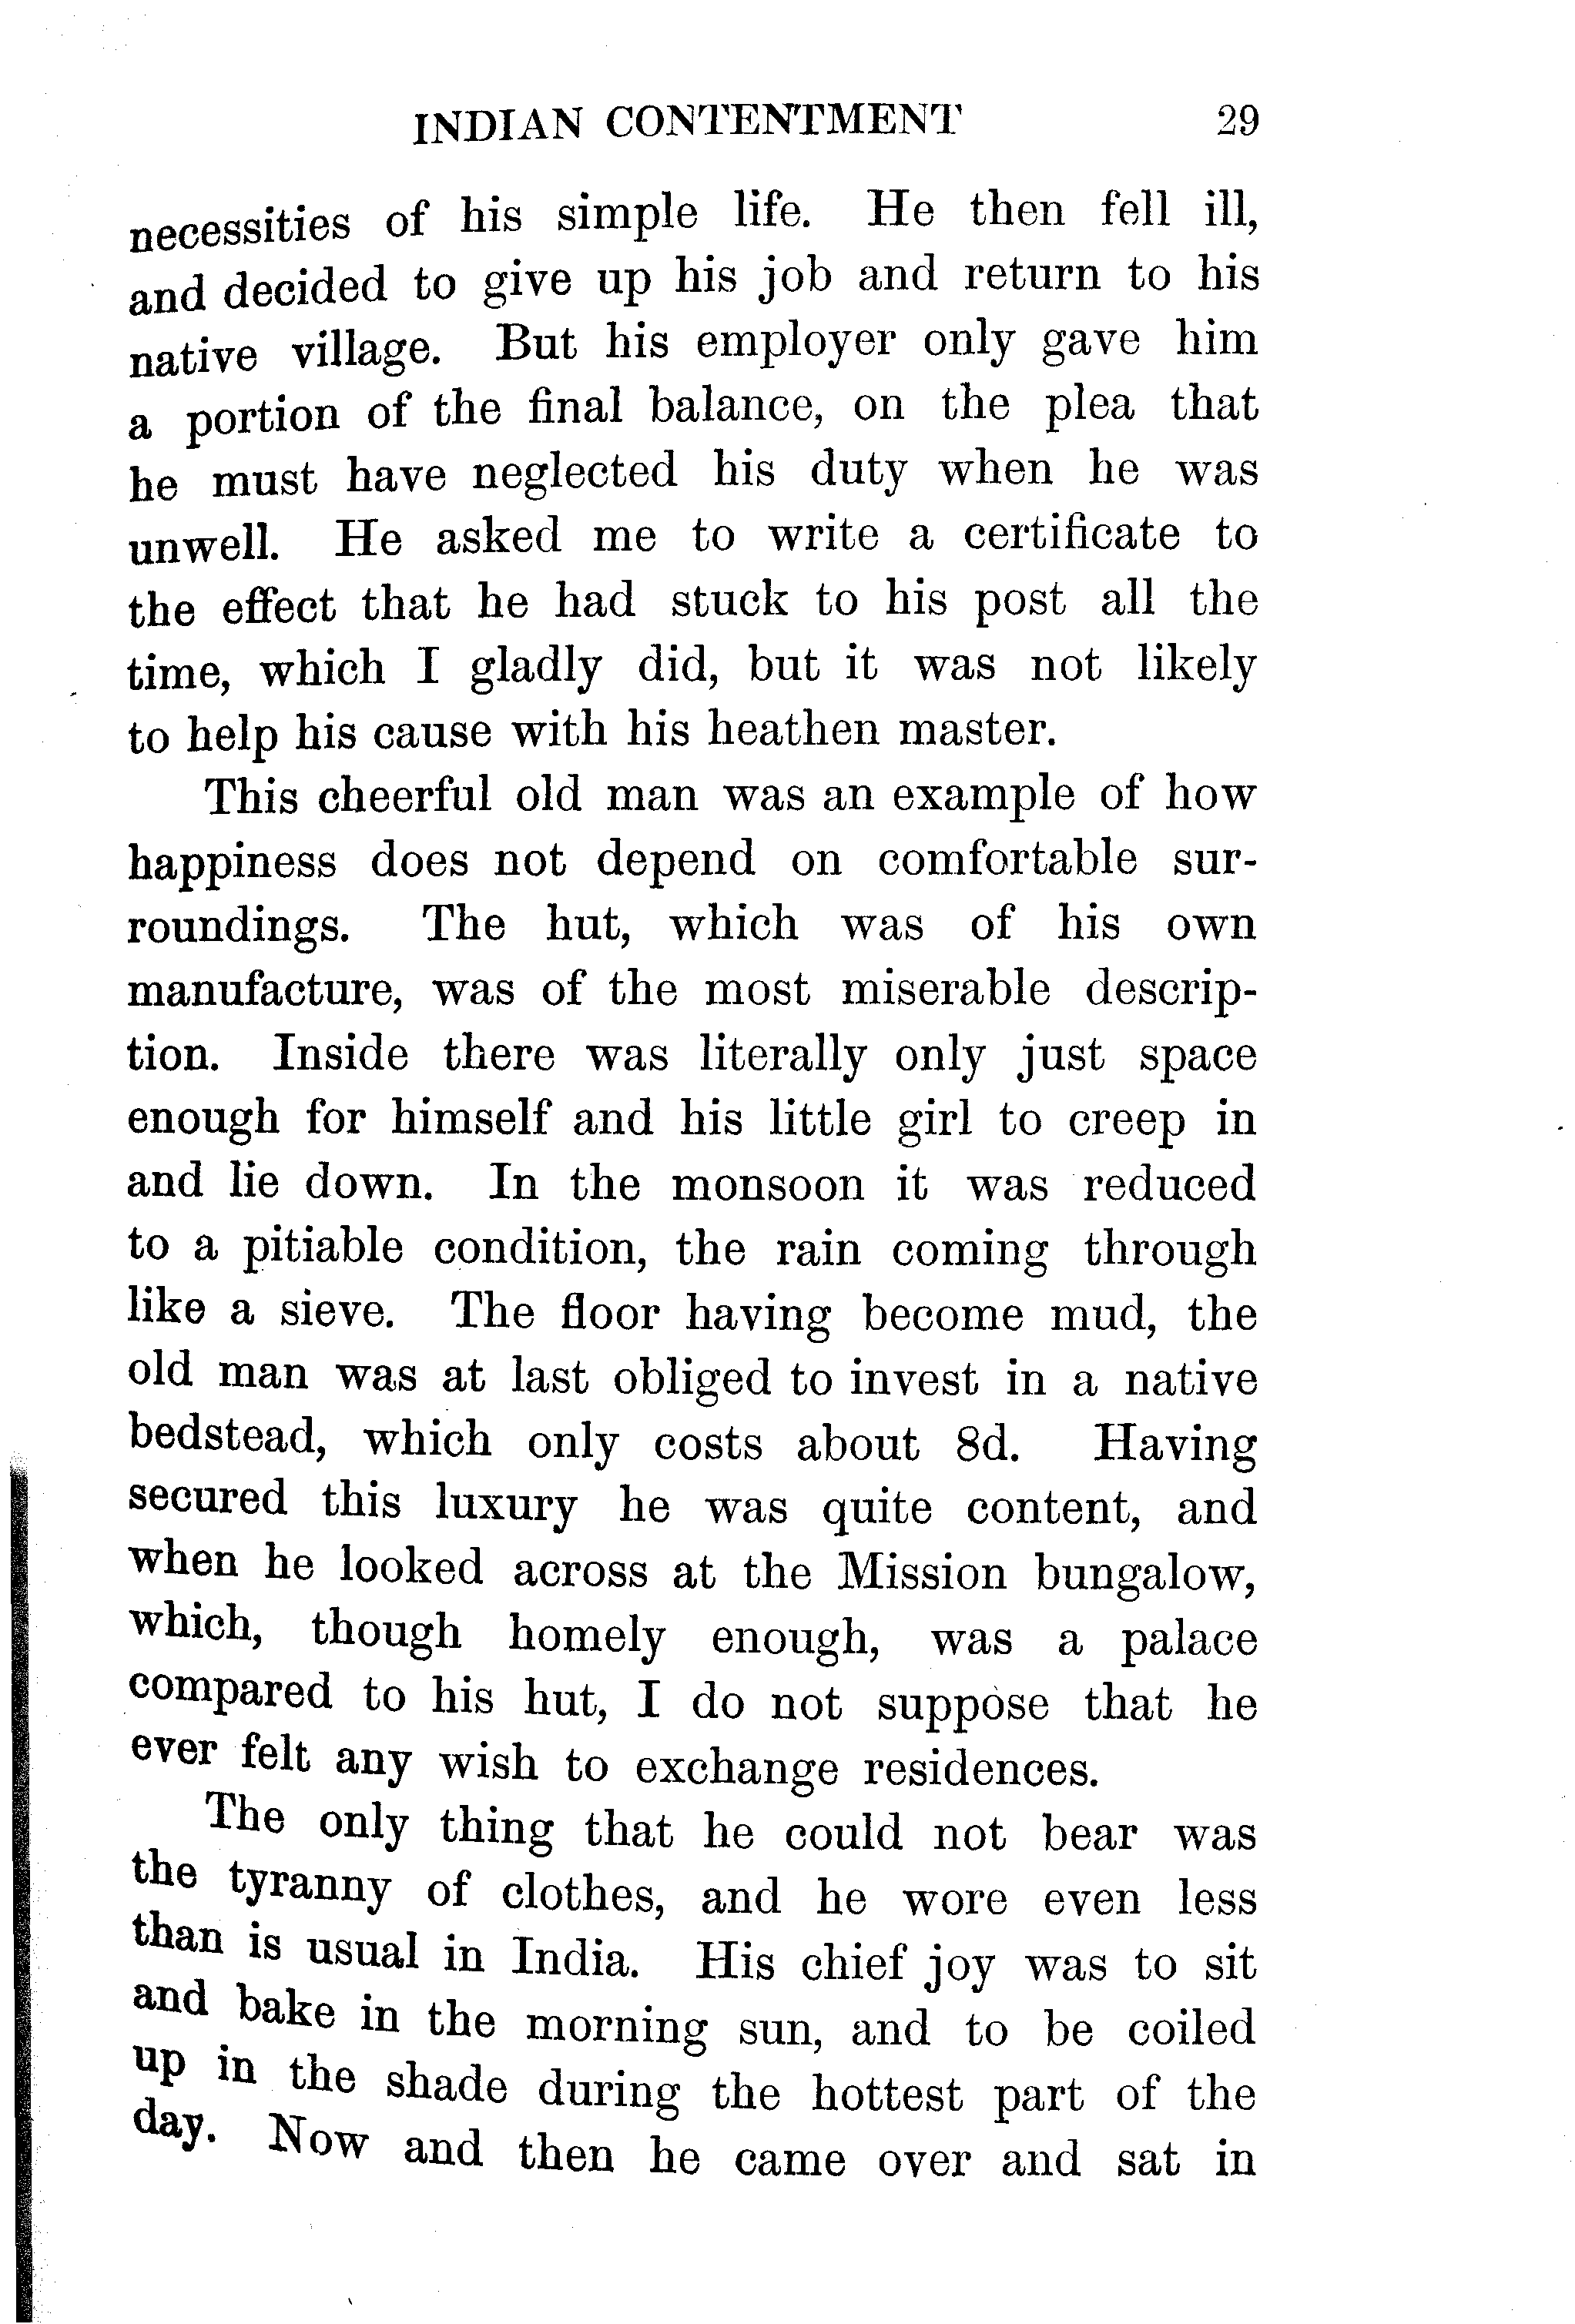 INDIAN CONTENTMENT 29
necessities of his simple life. He then fell ill,
and decided to give up his job and return to his
native village. But his employer only gave him
a portion of the final balance, on the plea that
he must have neglected his duty when he was
unwell. He asked me to write a certificate to
the effect that he had stuck to his post all the
time, which I gladly did, but it was not likely
to help his cause with his heathen master.
This cheerful old man was an example of how
happiness does not depend on comfortable sur-
roundings. The hut, which was of his own
manufacture, was of the most miserable descrip-
tion. Inside there was literally only just space
enough for himself and his little girl to creep in
and lie down. In the monsoon it was reduced
to a pitiable condition, the rain coming through
like a sieve. The floor having become mud, the
old man was at last obliged to invest in a native
bedstead, which only costs about 8d. Having
secured this luxury he was quite content, and
when he looked across at the Mission bungalow,
which, though homely enough, was a palace
compared to his hut, I do not suppose that he
ever felt any wish to exchange residences.
The only thing that he could not bear was
the tyranny of clothes, and he wore even less
than is usual in India. His chief joy was to sit
and bake in the morning sun, and to be coiled
up in the shade during the hottest part of the
day. Now and then he came over and sat in